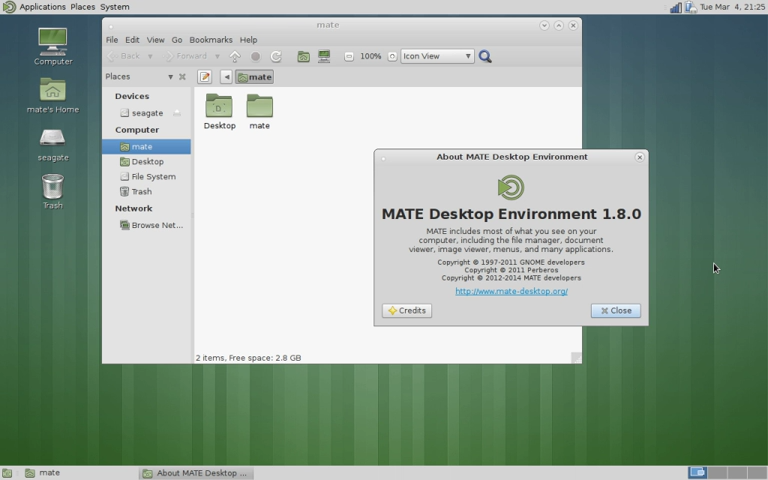 Applications Places System
Tue Mar  4, 21:25
Computer
mate's Home
seagate
Trash
mate
File Edit View Go Bookmarks Help
Back Forward 100% Icon View
Places
mate
Devices
seagate
Computer
mate
Desktop
File System
Trash
Network
Browse Net...
Desktop
mate
2 items, Free space: 2.8 GB
About MATE Desktop Environment
MATE Desktop Environment 1.8.0
MATE includes most of what you see on your
computer, including the file manager, document
viewer, image viewer, menus, and many applications.
Copyright © 1997-2011 GNOME developers
Copyright © 2011 Perberos
Copyright © 2012-2014 MATE developers
http://www.mate-desktop.org/
Credits
Close
mate
About MATE Desktop ...